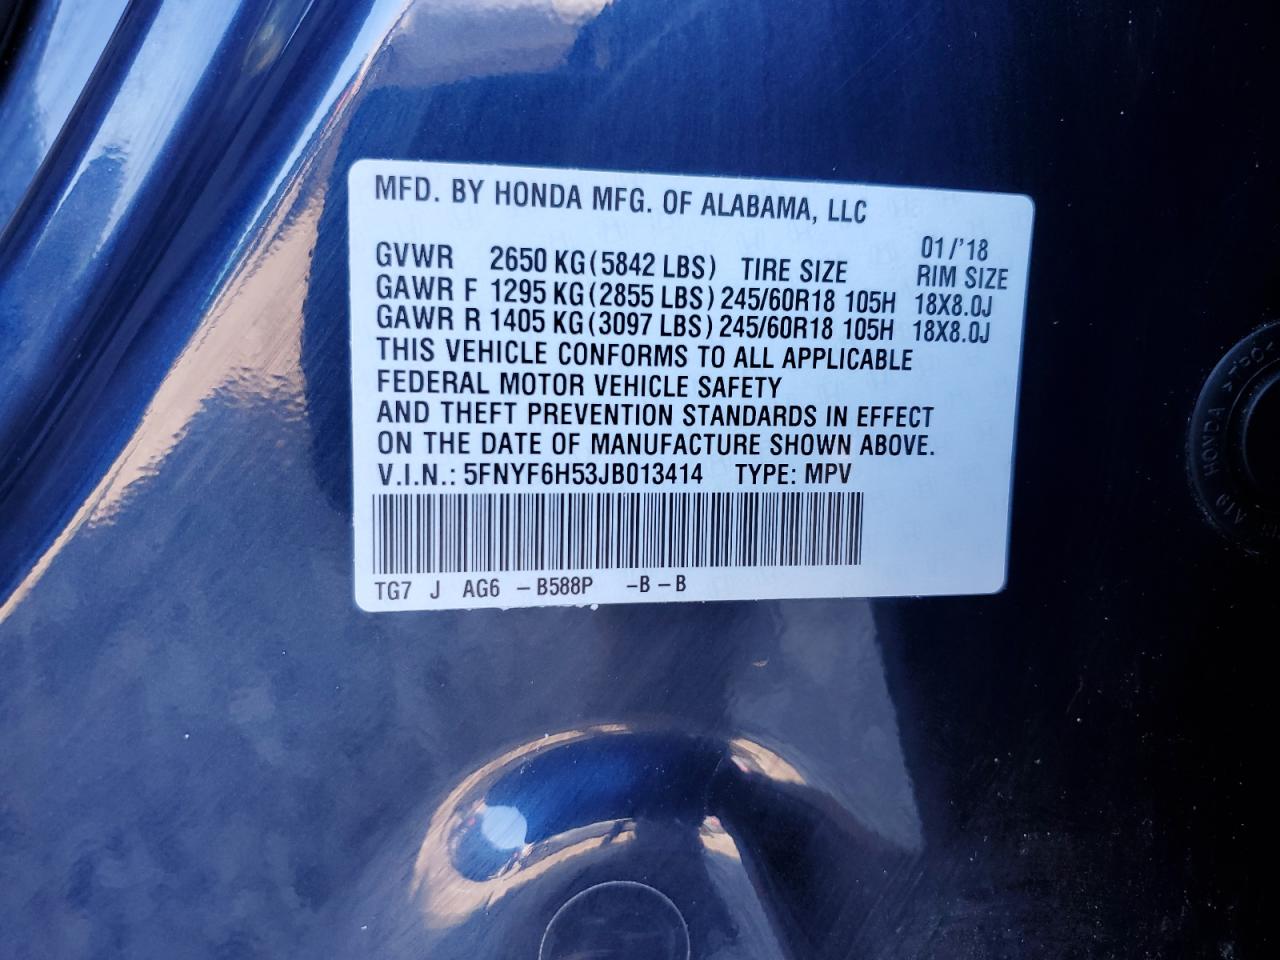 MFD. BY HONDA MFG. OF ALABAMA, LLC
01/'18
GVWR 2650 KG(5842 LBS) TIRE SIZE RIM SIZE
GAWR F 1295 KG(2855 LBS) 245/60R18 105H 18X8.0J
GAWR R 1405 KG(3097 LBS) 245/60R18 105H 18X8.0J
THIS VEHICLE CONFORMS TO ALL APPLICABLE
FEDERAL MOTOR VEHICLE SAFETY
AND THEFT PREVENTION STANDARDS IN EFFECT
ON THE DATE OF MANUFACTURE SHOWN ABOVE.
V.I.N.: 5FNYF6H53JB013414 TYPE: MPV
TG7 J AG6 – B588P –B – B
HONDA